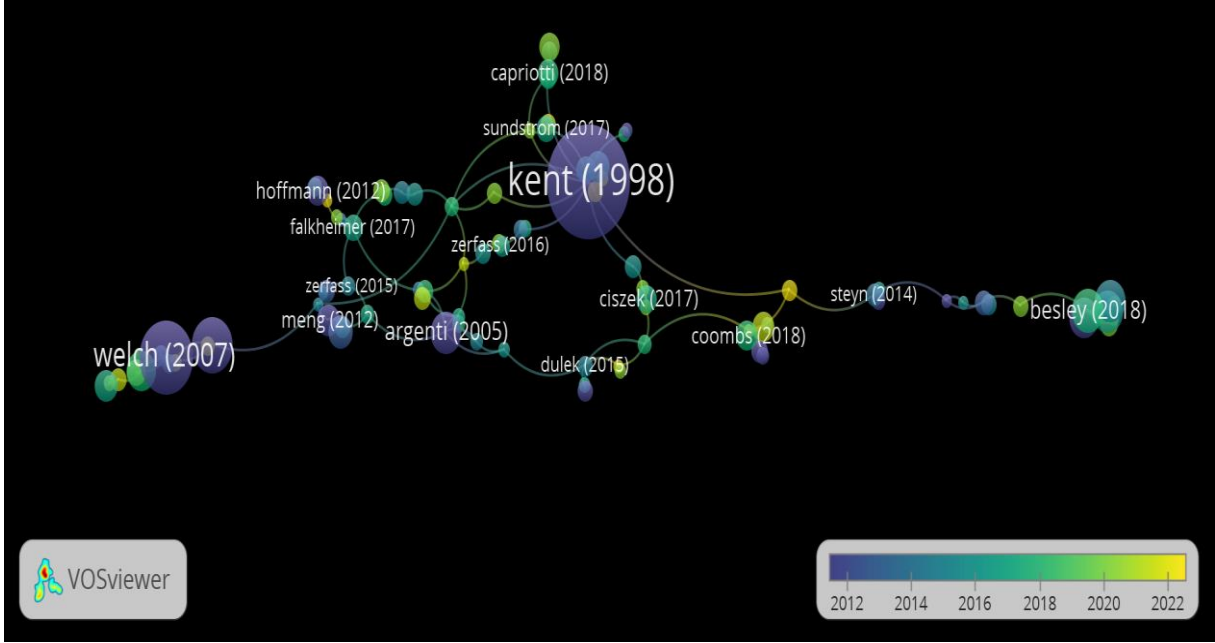 capriotti (2018)
sundstrom (2017)
kent (1998)
hoffmann (2012)
falkheimer (2017)
zerfass (2016)
zerfass (2015)
ciszek (2017)
steyn (2014)
meng (2012)
argenti (2005)
besley (2018)
coombs (2018)
welch (2007)
dulek (2015)
VOSviewer
2012 2014 2016 2018 2020 2022